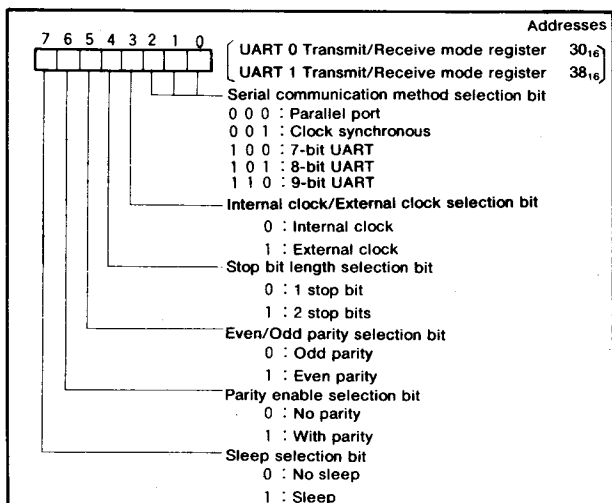 Addresses
7 6 5 4 3 2 1 0
UART 0 Transmit/Receive mode register 30₁₆
UART 1 Transmit/Receive mode register 38₁₆
Serial communication method selection bit
0 0 0 : Parallel port
0 0 1 : Clock synchronous
1 0 0 : 7-bit UART
1 0 1 : 8-bit UART
1 1 0 : 9-bit UART
Internal clock/External clock selection bit
0 : Internal clock
1 : External clock
Stop bit length selection bit
0 : 1 stop bit
1 : 2 stop bits
Even/Odd parity selection bit
0 : Odd parity
1 : Even parity
Parity enable selection bit
0 : No parity
1 : With parity
Sleep selection bit
0 : No sleep
1 : Sleep